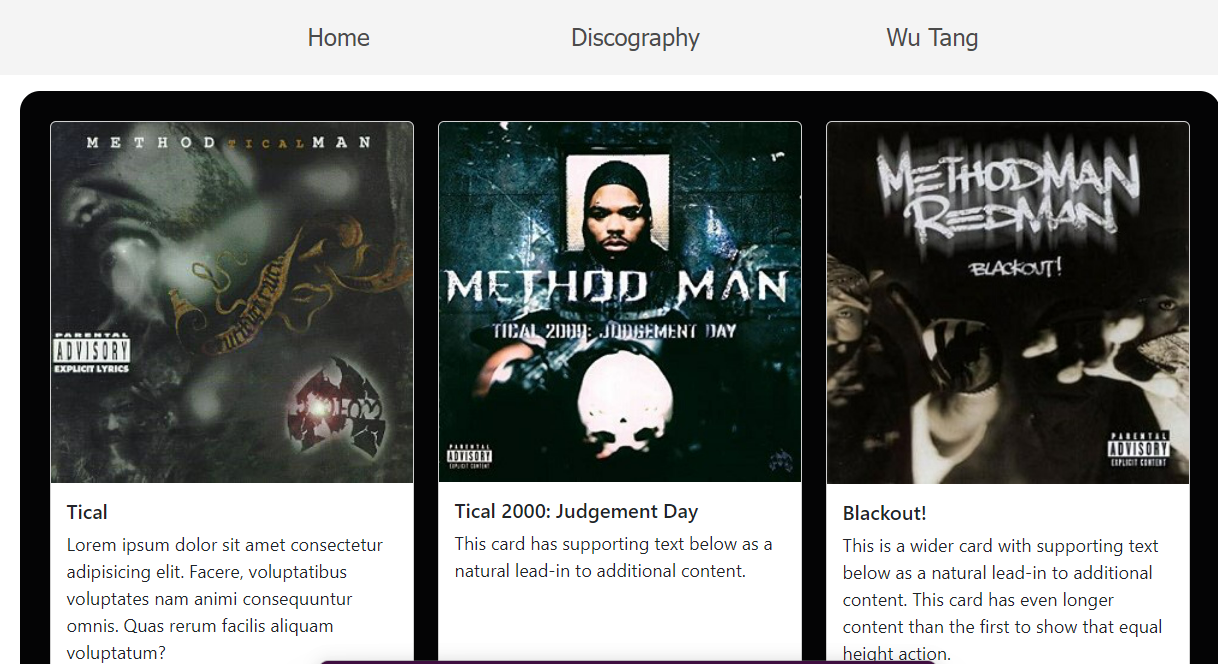 Home Discography Wu Tang
METHOD TICAL MAN
PARENTAL
ADVISORY
EXPLICIT LYRICS
METHOD MAN
TICAL 2000: JUDGEMENT DAY
PARENTAL
ADVISORY
EXPLICIT CONTENT
METHODMAN
REDMAN
BLACKOUT!
PARENTAL
ADVISORY
EXPLICIT CONTENT
Tical
Lorem ipsum dolor sit amet consectetur
adipisicing elit. Facere, voluptatibus
voluptates nam animi consequuntur
omnis. Quas rerum facilis aliquam
voluptatum?
Tical 2000: Judgement Day
This card has supporting text below as a
natural lead-in to additional content.
Blackout!
This is a wider card with supporting text
below as a natural lead-in to additional
content. This card has even longer
content than the first to show that equal
height action.